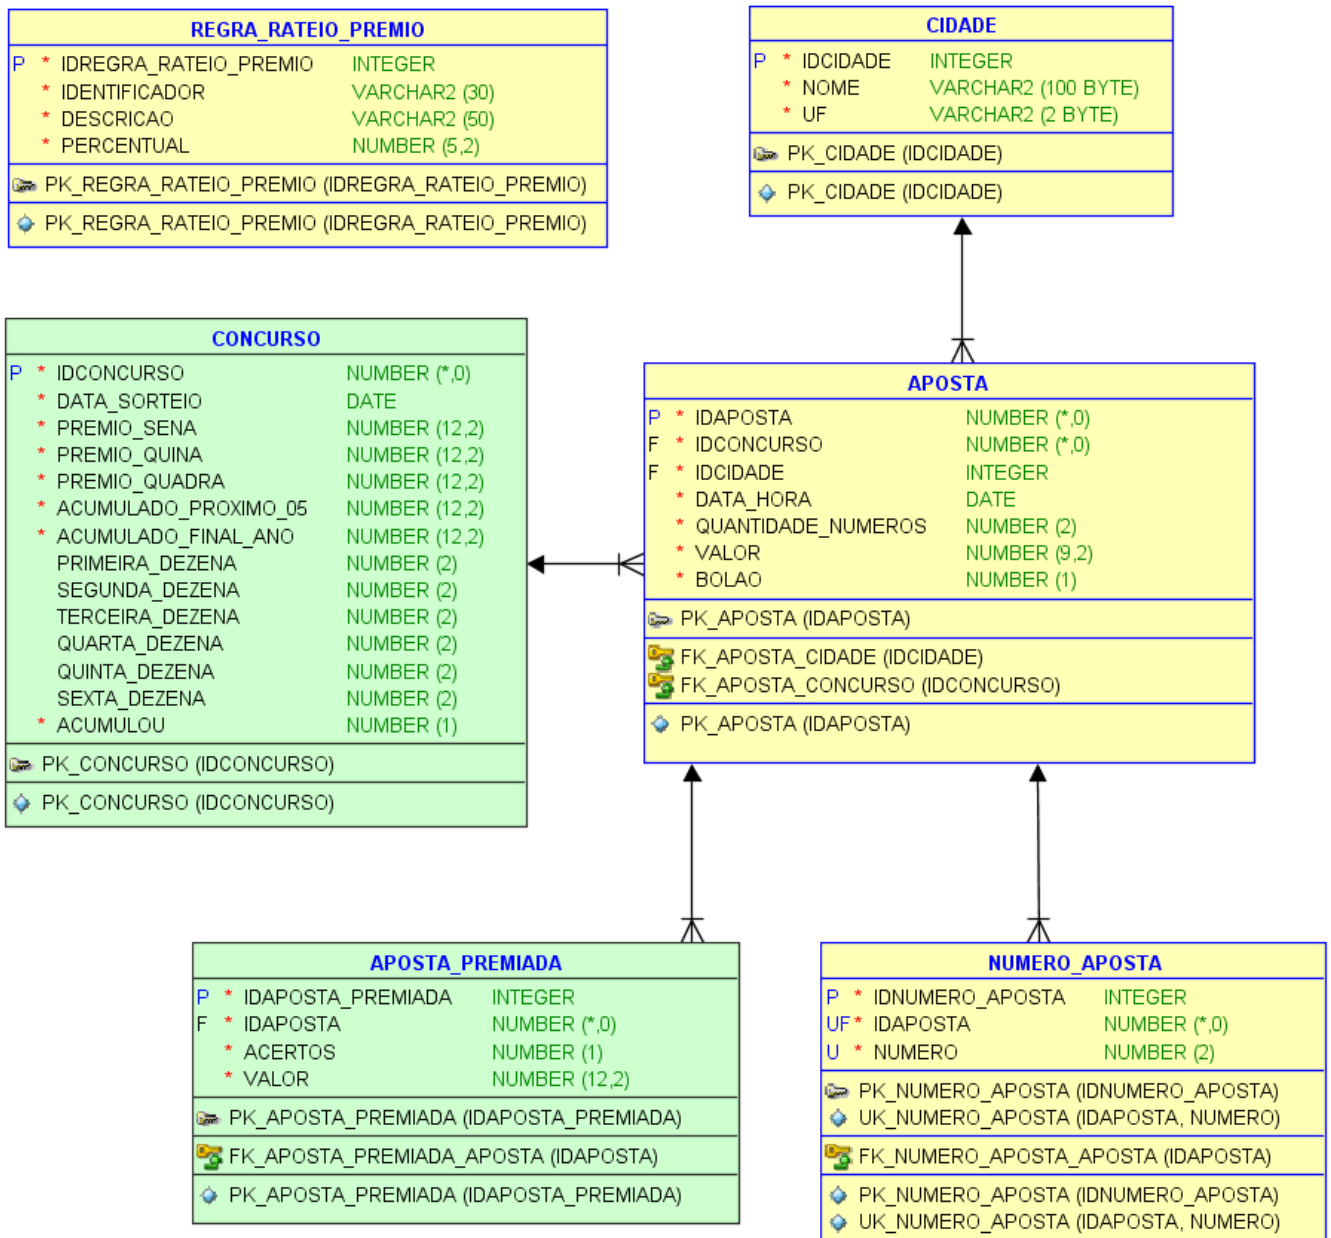 REGRA_RATEIO_PREMIO
P * IDREGRA_RATEIO_PREMIO INTEGER
* IDENTIFICADOR VARCHAR2 (30)
* DESCRICAO VARCHAR2 (50)
* PERCENTUAL NUMBER (5,2)
PK_REGRA_RATEIO_PREMIO (IDREGRA_RATEIO_PREMIO)
PK_REGRA_RATEIO_PREMIO (IDREGRA_RATEIO_PREMIO)
CIDADE
P * IDCIDADE INTEGER
* NOME VARCHAR2 (100 BYTE)
* UF VARCHAR2 (2 BYTE)
PK_CIDADE (IDCIDADE)
PK_CIDADE (IDCIDADE)
CONCURSO
P * IDCONCURSO NUMBER (*,0)
* DATA_SORTEIO DATE
* PREMIO_SENA NUMBER (12,2)
* PREMIO_QUINA NUMBER (12,2)
* PREMIO_QUADRA NUMBER (12,2)
* ACUMULADO_PROXIMO_05 NUMBER (12,2)
* ACUMULADO_FINAL_ANO NUMBER (12,2)
PRIMEIRA_DEZENA NUMBER (2)
SEGUNDA_DEZENA NUMBER (2)
TERCEIRA_DEZENA NUMBER (2)
QUARTA_DEZENA NUMBER (2)
QUINTA_DEZENA NUMBER (2)
SEXTA_DEZENA NUMBER (2)
* ACUMULOU NUMBER (1)
PK_CONCURSO (IDCONCURSO)
PK_CONCURSO (IDCONCURSO)
APOSTA
P * IDAPOSTA NUMBER (*,0)
F * IDCONCURSO NUMBER (*,0)
F * IDCIDADE INTEGER
* DATA_HORA DATE
* QUANTIDADE_NUMEROS NUMBER (2)
* VALOR NUMBER (9,2)
* BOLAO NUMBER (1)
PK_APOSTA (IDAPOSTA)
FK_APOSTA_CIDADE (IDCIDADE)
FK_APOSTA_CONCURSO (IDCONCURSO)
PK_APOSTA (IDAPOSTA)
APOSTA_PREMIADA
P * IDAPOSTA_PREMIADA INTEGER
F * IDAPOSTA NUMBER (*,0)
* ACERTOS NUMBER (1)
* VALOR NUMBER (12,2)
PK_APOSTA_PREMIADA (IDAPOSTA_PREMIADA)
FK_APOSTA_PREMIADA_APOSTA (IDAPOSTA)
PK_APOSTA_PREMIADA (IDAPOSTA_PREMIADA)
NUMERO_APOSTA
P * IDNUMERO_APOSTA INTEGER
UF * IDAPOSTA NUMBER (*,0)
U * NUMERO NUMBER (2)
PK_NUMERO_APOSTA (IDNUMERO_APOSTA)
UK_NUMERO_APOSTA (IDAPOSTA, NUMERO)
FK_NUMERO_APOSTA_APOSTA (IDAPOSTA)
PK_NUMERO_APOSTA (IDNUMERO_APOSTA)
UK_NUMERO_APOSTA (IDAPOSTA, NUMERO)